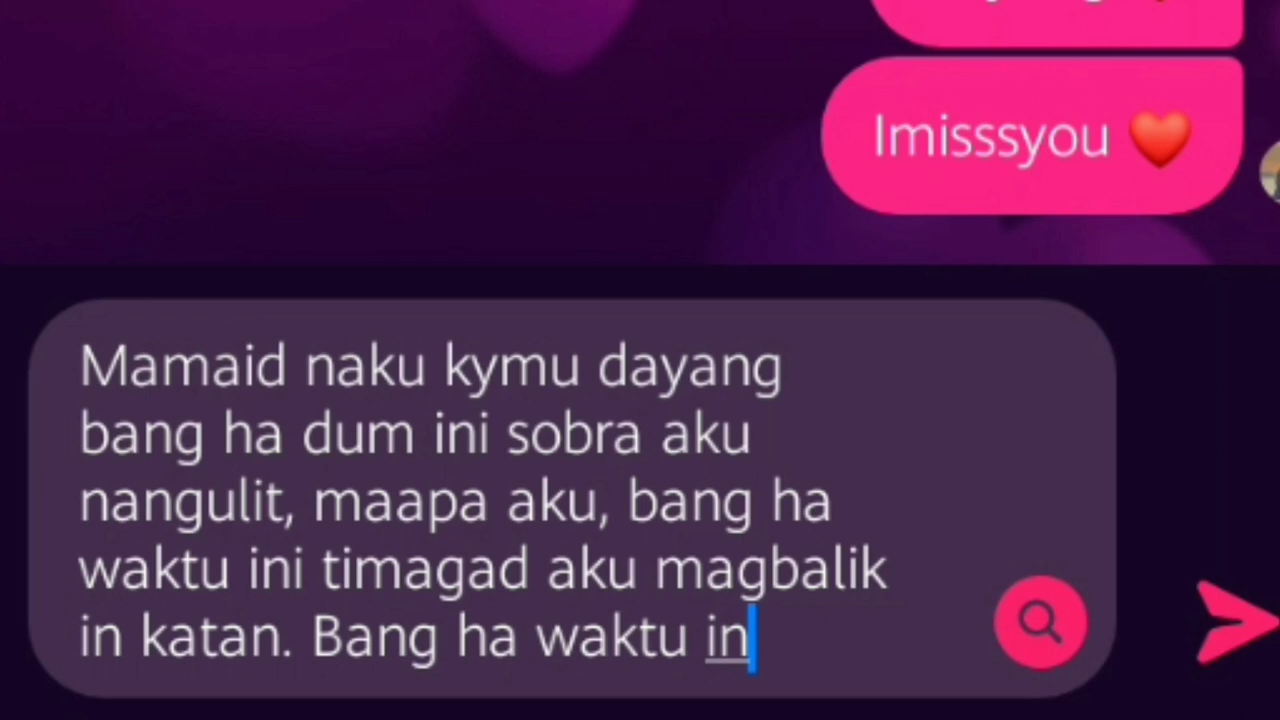 Imisssyou ❤️
Mamaid naku kymu dayang
bang ha dum ini sobra aku
nangulit, maapa aku, bang ha
waktu ini timagad aku magbalik
in katan. Bang ha waktu in